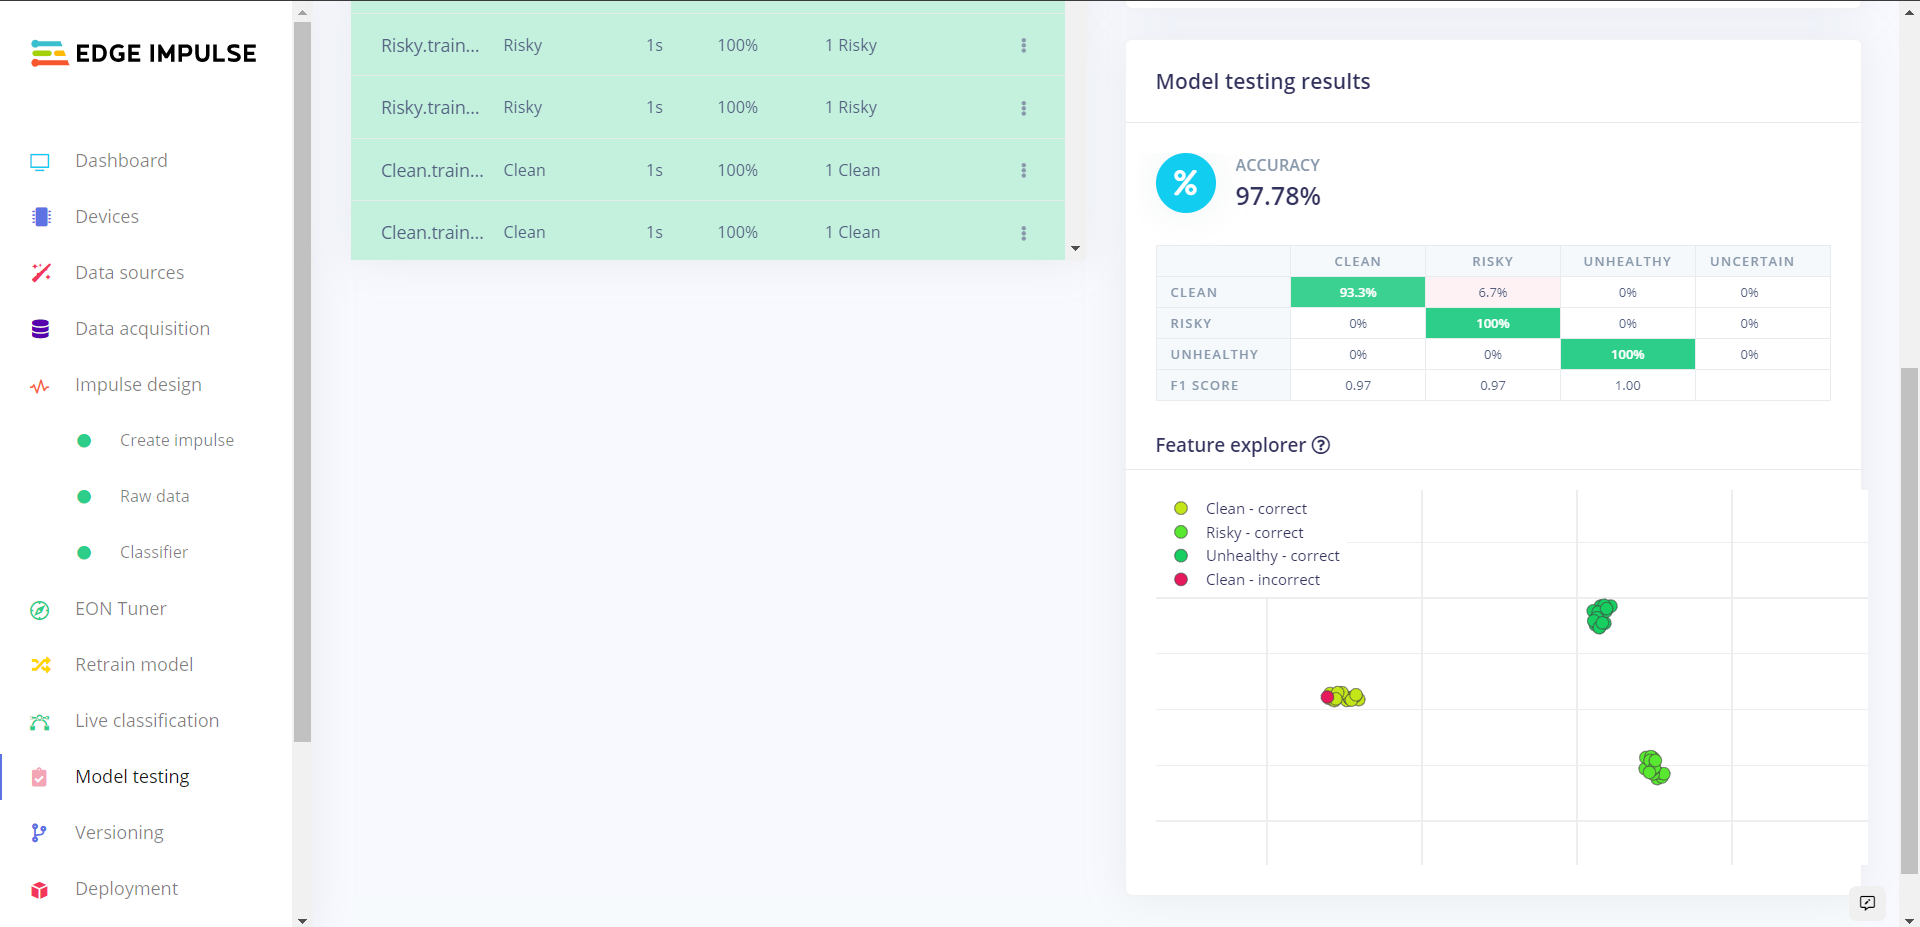 EDGE IMPULSE
Dashboard
Devices
Data sources
Data acquisition
Impulse design
Create impulse
Raw data
Classifier
EON Tuner
Retrain model
Live classification
Model testing
Versioning
Deployment
Risky.train... Risky 1s 100% 1 Risky
Risky.train... Risky 1s 100% 1 Risky
Clean.train... Clean 1s 100% 1 Clean
Clean.train... Clean 1s 100% 1 Clean
Model testing results
%
ACCURACY
97.78%
CLEAN RISKY UNHEALTHY UNCERTAIN
CLEAN 93.3% 6.7% 0% 0%
RISKY 0% 100% 0% 0%
UNHEALTHY 0% 0% 100% 0%
F1 SCORE 0.97 0.97 1.00
Feature explorer ?
Clean - correct
Risky - correct
Unhealthy - correct
Clean - incorrect